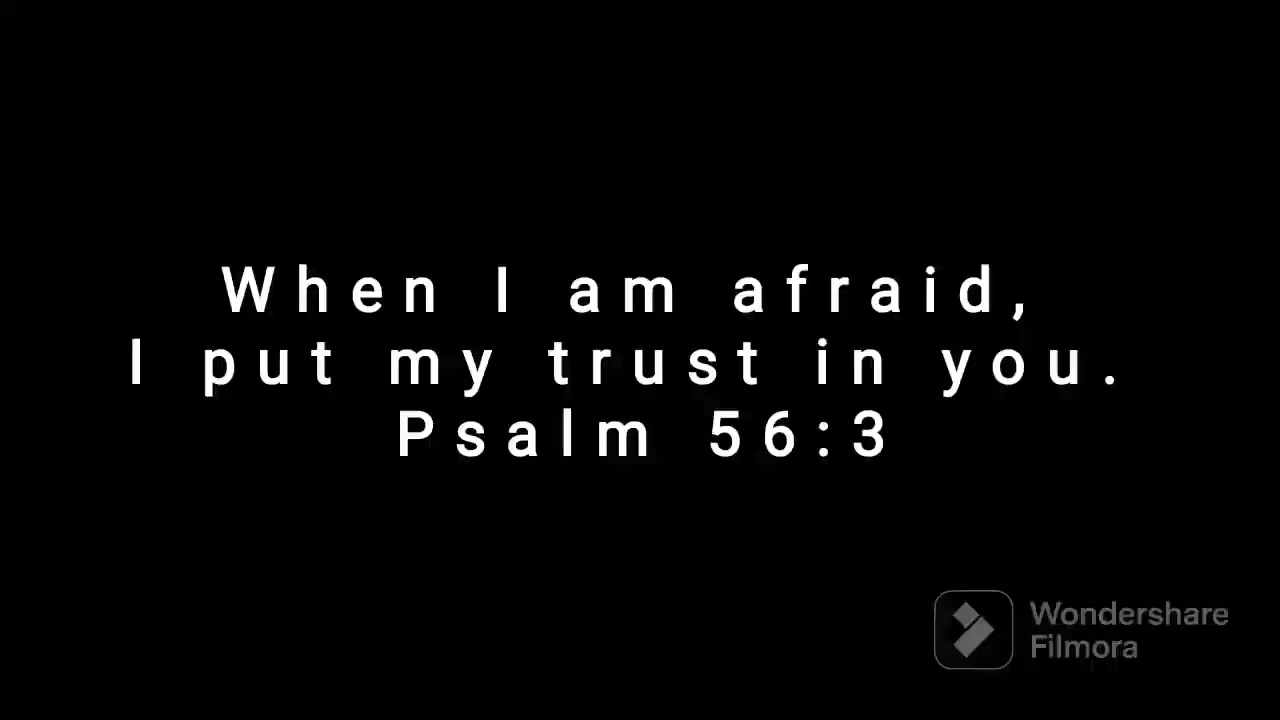 When I am afraid,
I put my trust in you.
Psalm 56:3
Wondershare
Filmora